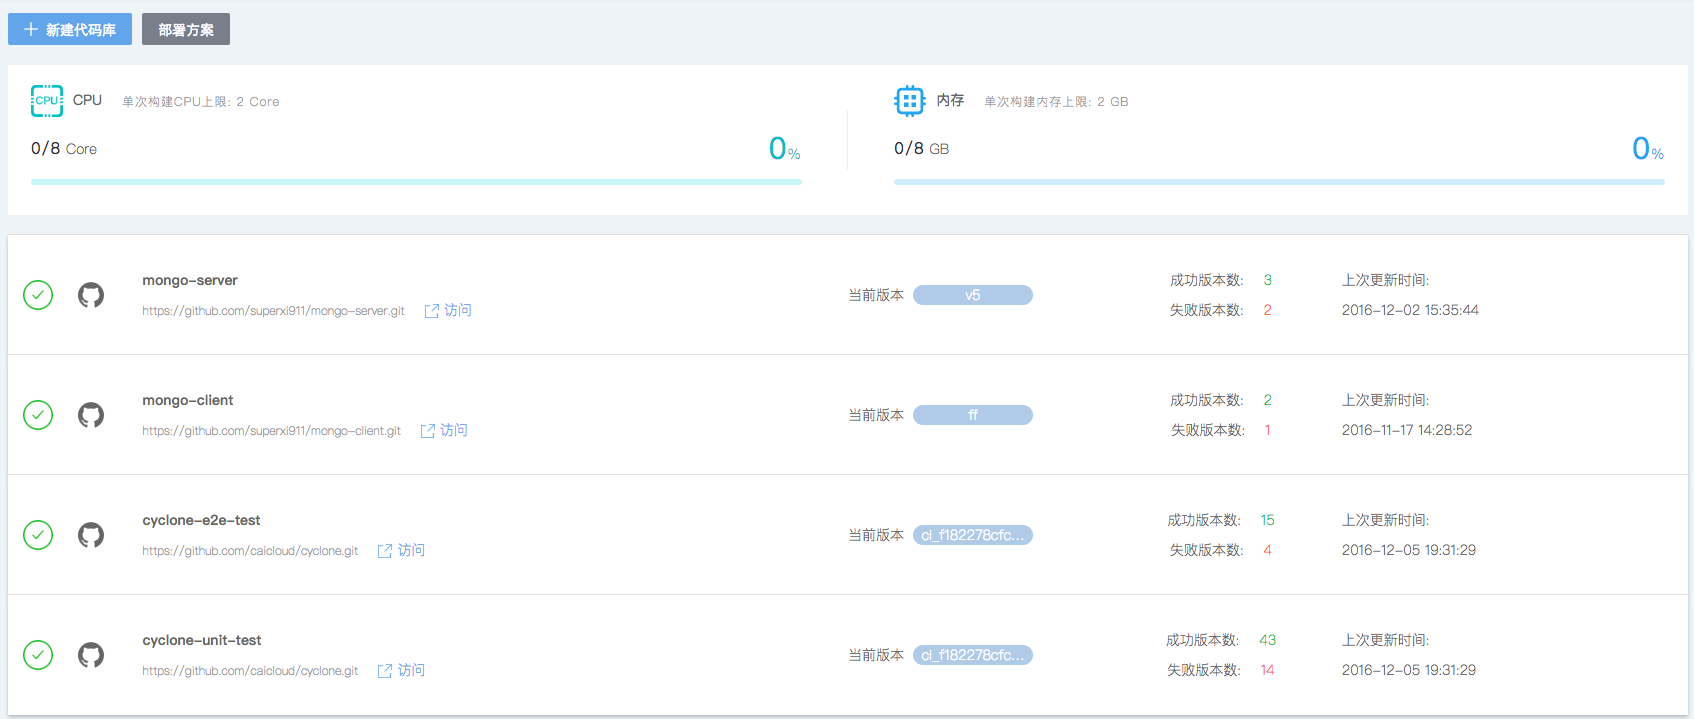 新建代码库 部署方案
CPU CPU 单次构建CPU上限: 2 Core
0/8 Core 0%
内存 单次构建内存上限: 2 GB
0/8 GB 0%
mongo-server
https://github.com/superxi911/mongo-server.git 访问
当前版本 v5
成功版本数: 3
失败版本数: 2
上次更新时间:
2016-12-02 15:35:44
mongo-client
https://github.com/superxi911/mongo-client.git 访问
当前版本 ff
成功版本数: 2
失败版本数: 1
上次更新时间:
2016-11-17 14:28:52
cyclone-e2e-test
https://github.com/caicloud/cyclone.git 访问
当前版本 ci_f182278cfc...
成功版本数: 15
失败版本数: 4
上次更新时间:
2016-12-05 19:31:29
cyclone-unit-test
https://github.com/caicloud/cyclone.git 访问
当前版本 ci_f182278cfc...
成功版本数: 43
失败版本数: 14
上次更新时间:
2016-12-05 19:31:29